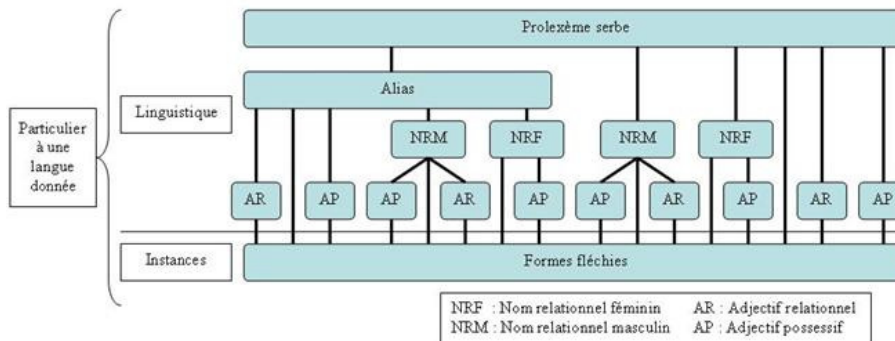 Prolexème serbe
Alias
Linguistique
Particulier
à une
langue
donnée
NRM
NRF
NRM
NRF
AR
AP
AP
AR
AP
AP
AR
AP
AR
AP
Instances
Formes fléchies
NRF : Nom relationnel féminin AR : Adjectif relationnel
NRM : Nom relationnel masculin AP : Adjectif possessif